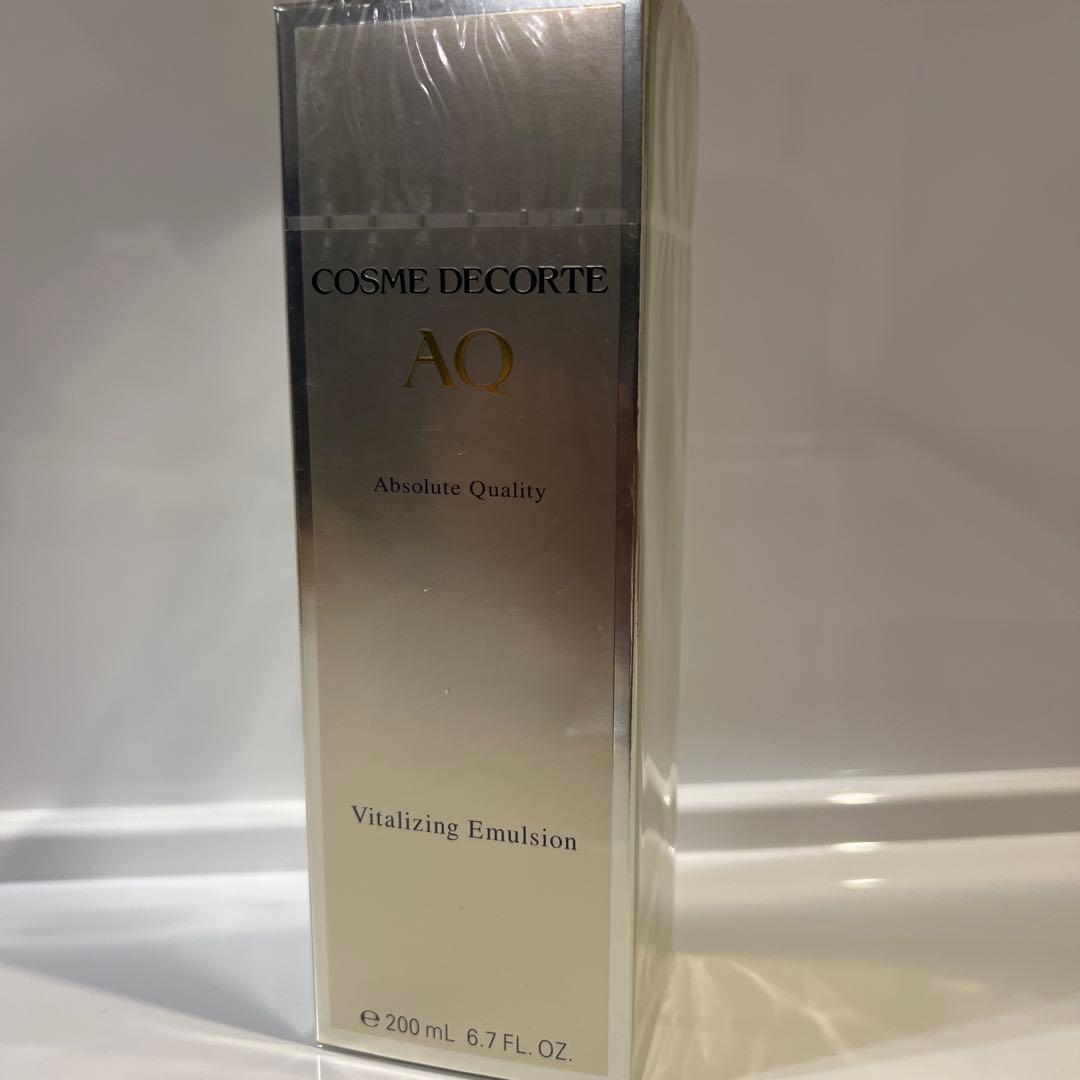 COSME DECORTE
AQ
Absolute Quality
Vitalizing Emulsion
℮ 200 mL 6.7 FL. OZ.